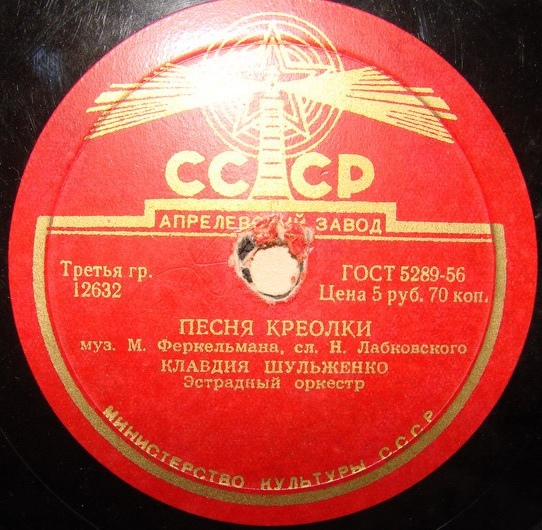 СССР
АПРЕЛЕВСКИЙ ЗАВОД
Третья гр.
12632
ГОСТ 5289-56
Цена 5 руб. 70 коп.
ПЕСНЯ КРЕОЛКИ
муз. М. Феркельмана, сл. Н. Лабковского
КЛАВДИЯ ШУЛЬЖЕНКО
Эстрадный оркестр
МИНИСТЕРСТВО КУЛЬТУРЫ СССР